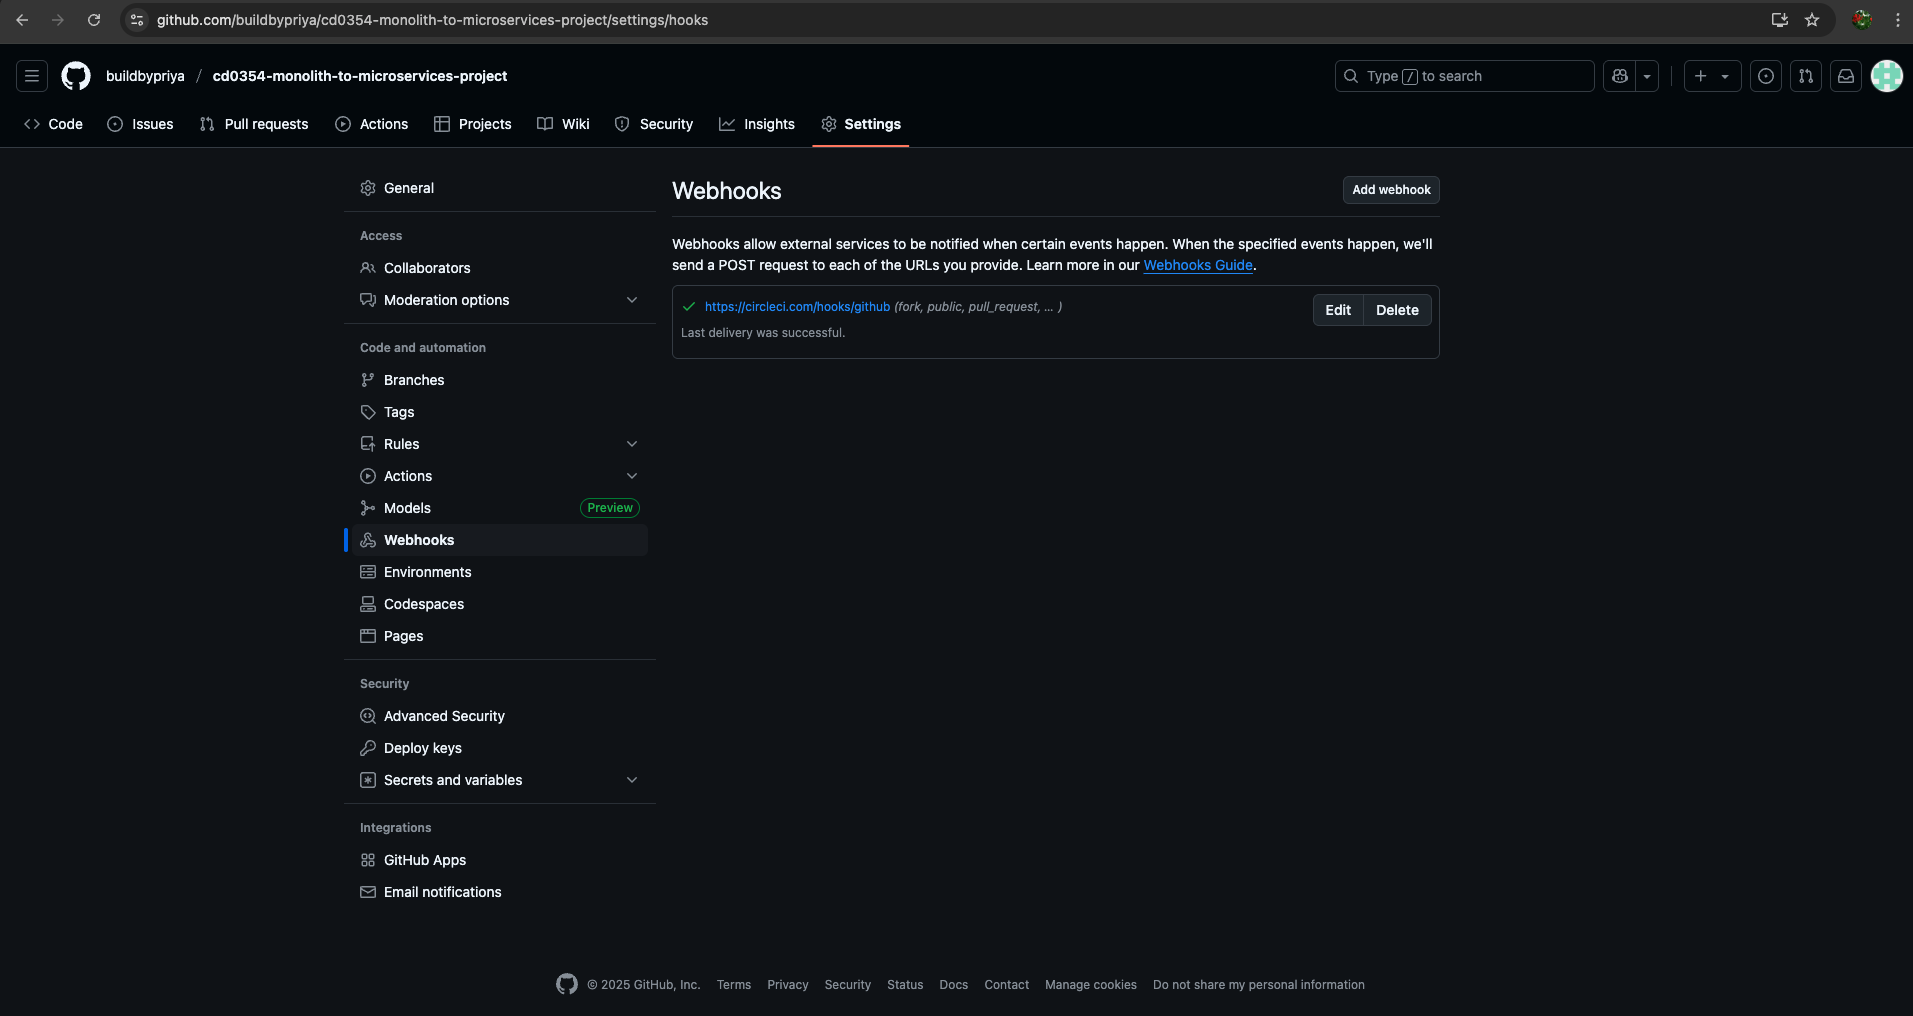 github.com/buildbypriya/cd0354-monolith-to-microservices-project/settings/hooks
buildbypriya / cd0354-monolith-to-microservices-project
Type / to search
Code Issues Pull requests Actions Projects Wiki Security Insights Settings
General
Access
Collaborators
Moderation options
Code and automation
Branches
Tags
Rules
Actions
Models Preview
Webhooks
Environments
Codespaces
Pages
Security
Advanced Security
Deploy keys
Secrets and variables
Integrations
GitHub Apps
Email notifications
Webhooks
Add webhook
Webhooks allow external services to be notified when certain events happen. When the specified events happen, we'll
send a POST request to each of the URLs you provide. Learn more in our Webhooks Guide.
https://circleci.com/hooks/github (fork, public, pull_request, … )
Edit Delete
Last delivery was successful.
© 2025 GitHub, Inc. Terms Privacy Security Status Docs Contact Manage cookies Do not share my personal information